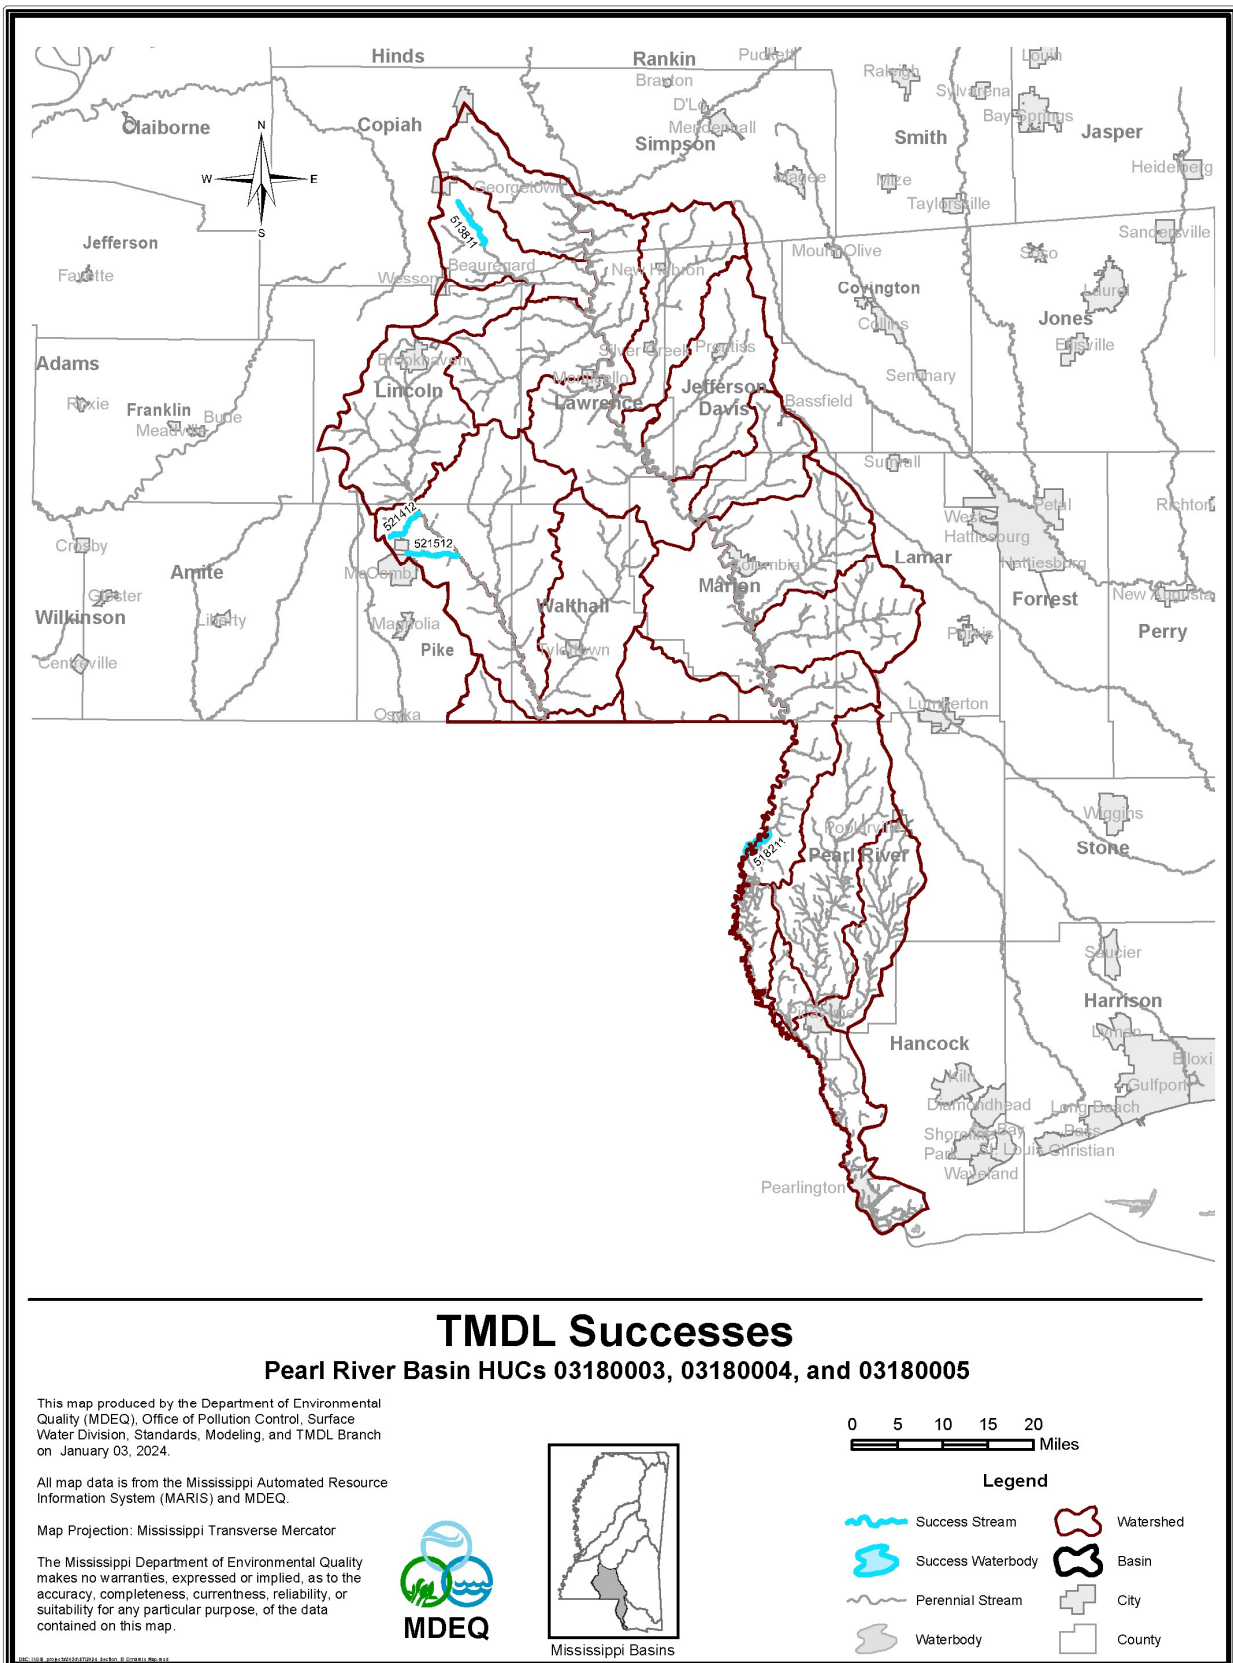 Hinds
Rankin
Puckett
Louin
Raleigh
Braxton
Sylvarena
D'Lo
Claiborne
Copiah
Mendenhall
Bay Springs
Jasper
Simpson
Smith
N
Heidelberg
W
E
Georgetown
Magee
Mize
Taylorsville
S
513811
Jefferson
Sandersville
Mount Olive
Soso
Fayette
Wesson
Beauregard
New Hebron
Covington
Laurel
Collins
Jones
Ellisville
Adams
Brookhaven
Silver Creek
Prentiss
Monticello
Seminary
Lincoln
Jefferson
Davis
Roxie
Franklin
Bude
Lawrence
Bassfield
Meadville
Sumrall
521412
Petal
Richton
West
Hattiesburg
Crosby
521512
Amite
McComb
Columbia
Lamar
Hattiesburg
Marion
Gloster
Walthall
Forrest
New Augusta
Wilkinson
Liberty
Magnolia
Purvis
Perry
Centreville
Pike
Tylertown
Osyka
Lumberton
Wiggins
Poplarville
518211
Pearl River
Stone
Saucier
Harrison
Picayune
Hancock
Lyman
Biloxi
Kiln
Gulfport
Diamondhead
Long Beach
Shoreline
Park
Bay
St. Louis
Pass
Christian
Waveland
Pearlington
TMDL Successes
Pearl River Basin HUCs 03180003, 03180004, and 03180005
This map produced by the Department of Environmental
Quality (MDEQ), Office of Pollution Control, Surface
Water Division, Standards, Modeling, and TMDL Branch
on January 03, 2024.
All map data is from the Mississippi Automated Resource
Information System (MARIS) and MDEQ.
Map Projection: Mississippi Transverse Mercator
The Mississippi Department of Environmental Quality
makes no warranties, expressed or implied, as to the
accuracy, completeness, currentness, reliability, or
suitability for any particular purpose, of the data
contained on this map.
MDEQ
Mississippi Basins
0 5 10 15 20
Miles
Legend
Success Stream
Watershed
Success Waterbody
Basin
Perennial Stream
City
Waterbody
County